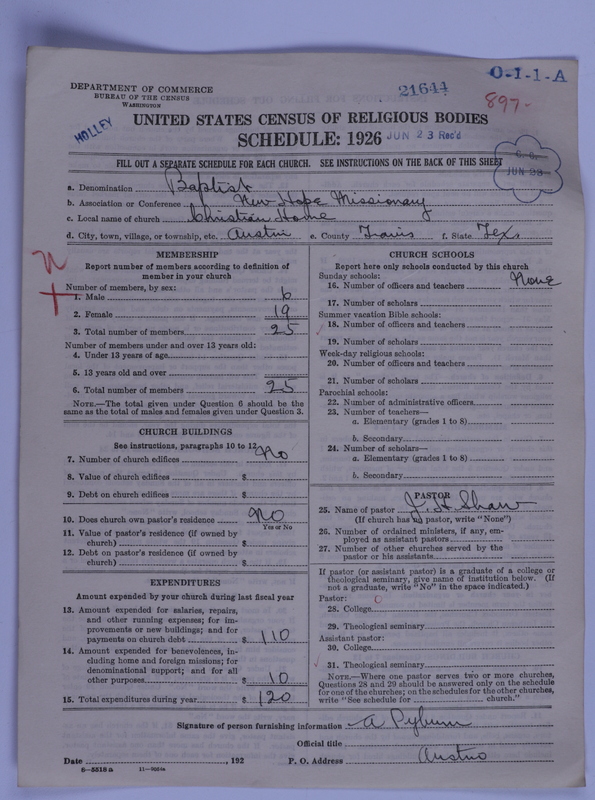 DEPARTMENT OF COMMERCE
BUREAU OF THE CENSUS
WASHINGTON
21644
O-1-1-A
897-
HOLLEY
UNITED STATES CENSUS OF RELIGIOUS BODIES
SCHEDULE: 1926
JUN 23 Rec'd
JUN 23
FILL OUT A SEPARATE SCHEDULE FOR EACH CHURCH. SEE INSTRUCTIONS ON THE BACK OF THIS SHEET
a. Denomination Baptist
b. Association or Conference New Hope Missionary
c. Local name of church Christian Home
d. City, town, village, or township, etc. Austin e. County Travis f. State Tex
MEMBERSHIP
Report number of members according to definition of
member in your church
Number of members, by sex:
1. Male 6
2. Female 19
3. Total number of members 25
Number of members under and over 13 years old:
4. Under 13 years of age
5. 13 years old and over
6. Total number of members 25
NOTE.—The total given under Question 6 should be the
same as the total of males and females given under Question 3.
CHURCH BUILDINGS
See instructions, paragraphs 10 to 12
7. Number of church edifices No
8. Value of church edifices $
9. Debt on church edifices $
10. Does church own pastor's residence No
Yes or No
11. Value of pastor's residence (if owned by
church) $
12. Debt on pastor's residence (if owned by
church) $
EXPENDITURES
Amount expended by your church during last fiscal year
13. Amount expended for salaries, repairs,
and other running expenses; for im-
provements or new buildings; and for
payments on church debt $ 110
14. Amount expended for benevolences, in-
cluding home and foreign missions; for
denominational support; and for all
other purposes $ 10
15. Total expenditures during year $ 120
CHURCH SCHOOLS
Report here only schools conducted by this church
Sunday schools:
16. Number of officers and teachers None
17. Number of scholars
Summer vacation Bible schools:
18. Number of officers and teachers
19. Number of scholars
Week-day religious schools:
20. Number of officers and teachers
21. Number of scholars
Parochial schools:
22. Number of administrative officers
23. Number of teachers—
a. Elementary (grades 1 to 8)
b. Secondary
24. Number of scholars—
a. Elementary (grades 1 to 8)
b. Secondary
PASTOR
25. Name of pastor J. H. Shaw
(If church has no pastor, write "None")
26. Number of ordained ministers, if any, em-
ployed as assistant pastors
27. Number of other churches served by the
pastor or his assistants
If pastor (or assistant pastor) is a graduate of a college or
theological seminary, give name of institution below. (If
not a graduate, write "No" in the space indicated.)
Pastor: O
28. College
29. Theological seminary
Assistant pastor:
30. College
31. Theological seminary
NOTE.—Where one pastor serves two or more churches,
Questions 28 and 29 should be answered only on the schedule
for one of the churches; on the schedules for the other churches,
write "See schedule for church."
Signature of person furnishing information A Pyburn
Official title
Date , 192 P. O. Address Austin
6-5518a 11-9064a